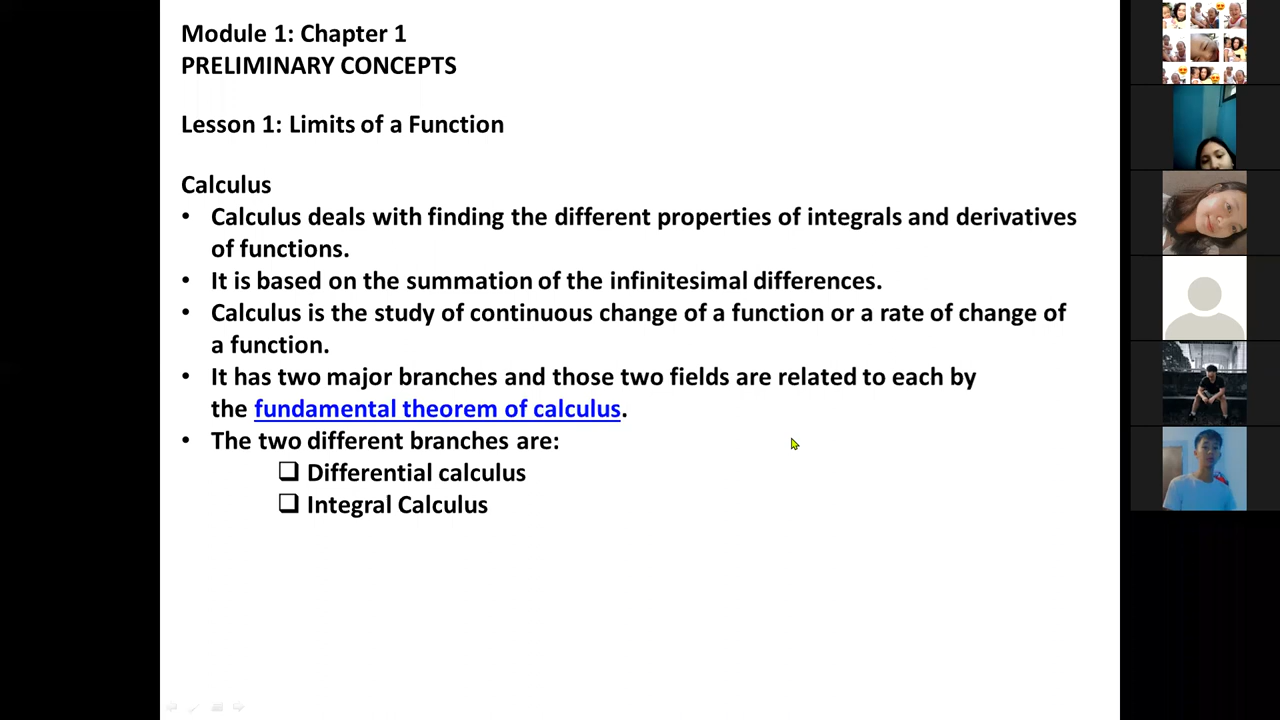 Module 1: Chapter 1
PRELIMINARY CONCEPTS
Lesson 1: Limits of a Function
Calculus
• Calculus deals with finding the different properties of integrals and derivatives
of functions.
• It is based on the summation of the infinitesimal differences.
• Calculus is the study of continuous change of a function or a rate of change of
a function.
• It has two major branches and those two fields are related to each by
the fundamental theorem of calculus.
• The two different branches are:
❑ Differential calculus
❑ Integral Calculus